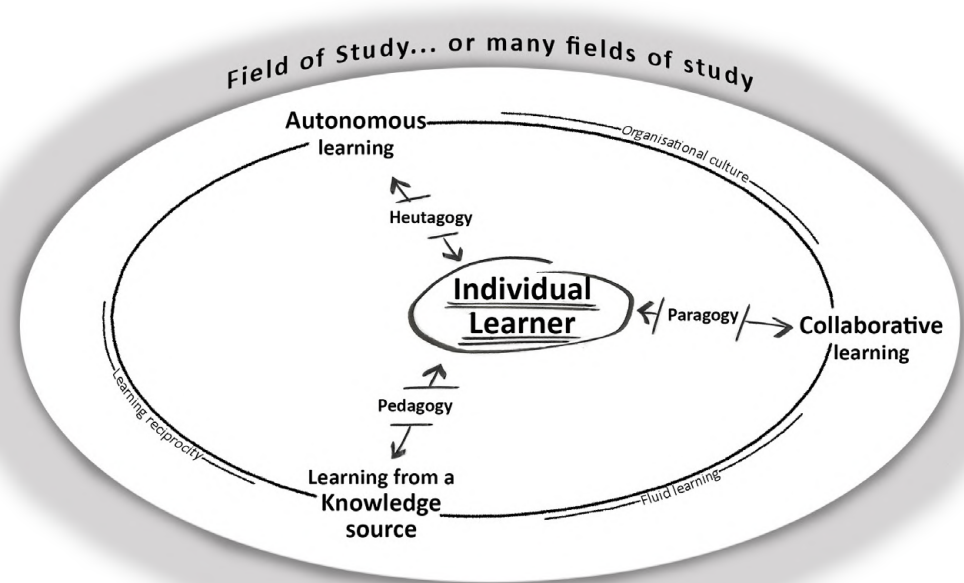 Field of Study... or many fields of study
Autonomous
learning
Organisational culture
Heutagogy
Individual
Learner
Paragogy
Collaborative
learning
Pedagogy
Learning reciprocity
Learning from a
Knowledge
source
Fluid learning